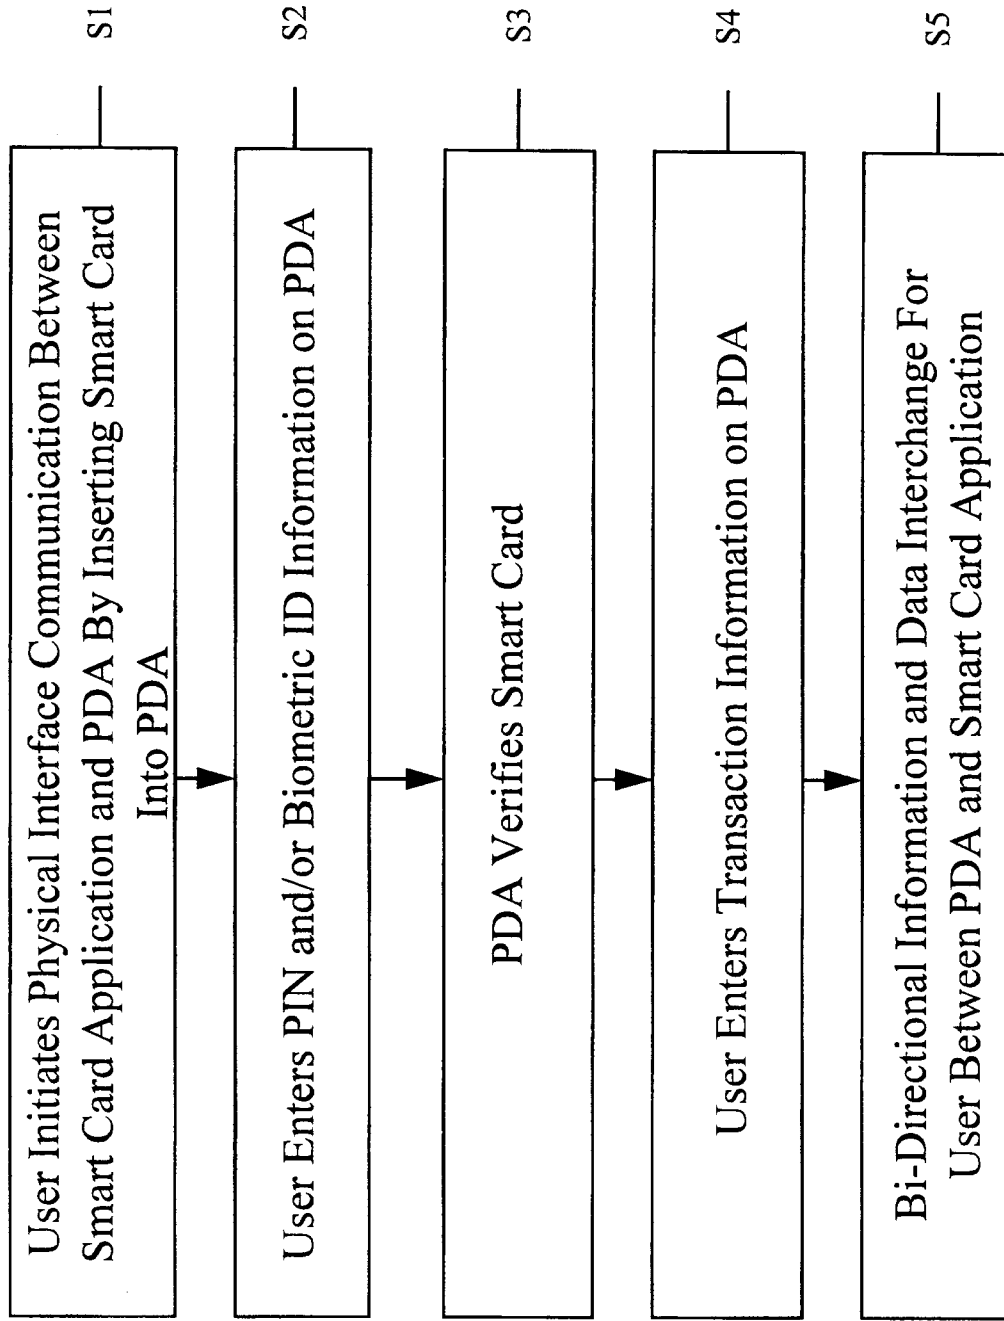 User Initiates Physical Interface Communication Between
Smart Card Application and PDA By Inserting Smart Card
Into PDA
S1
User Enters PIN and/or Biometric ID Information on PDA
S2
PDA Verifies Smart Card
S3
User Enters Transaction Information on PDA
S4
Bi-Directional Information and Data Interchange For
User Between PDA and Smart Card Application
S5